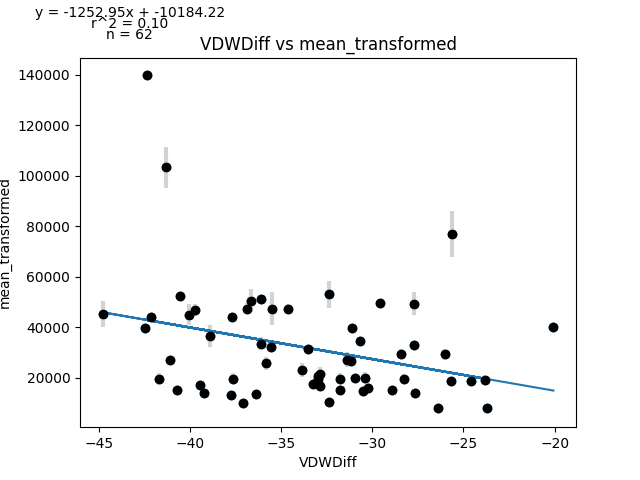 y = -1252.95x + -10184.22
r^2 = 0.10
n = 62
VDWDiff vs mean_transformed
140000
120000
100000
80000
60000
40000
20000
mean_transformed
−45
−40
−35
−30
−25
−20
VDWDiff